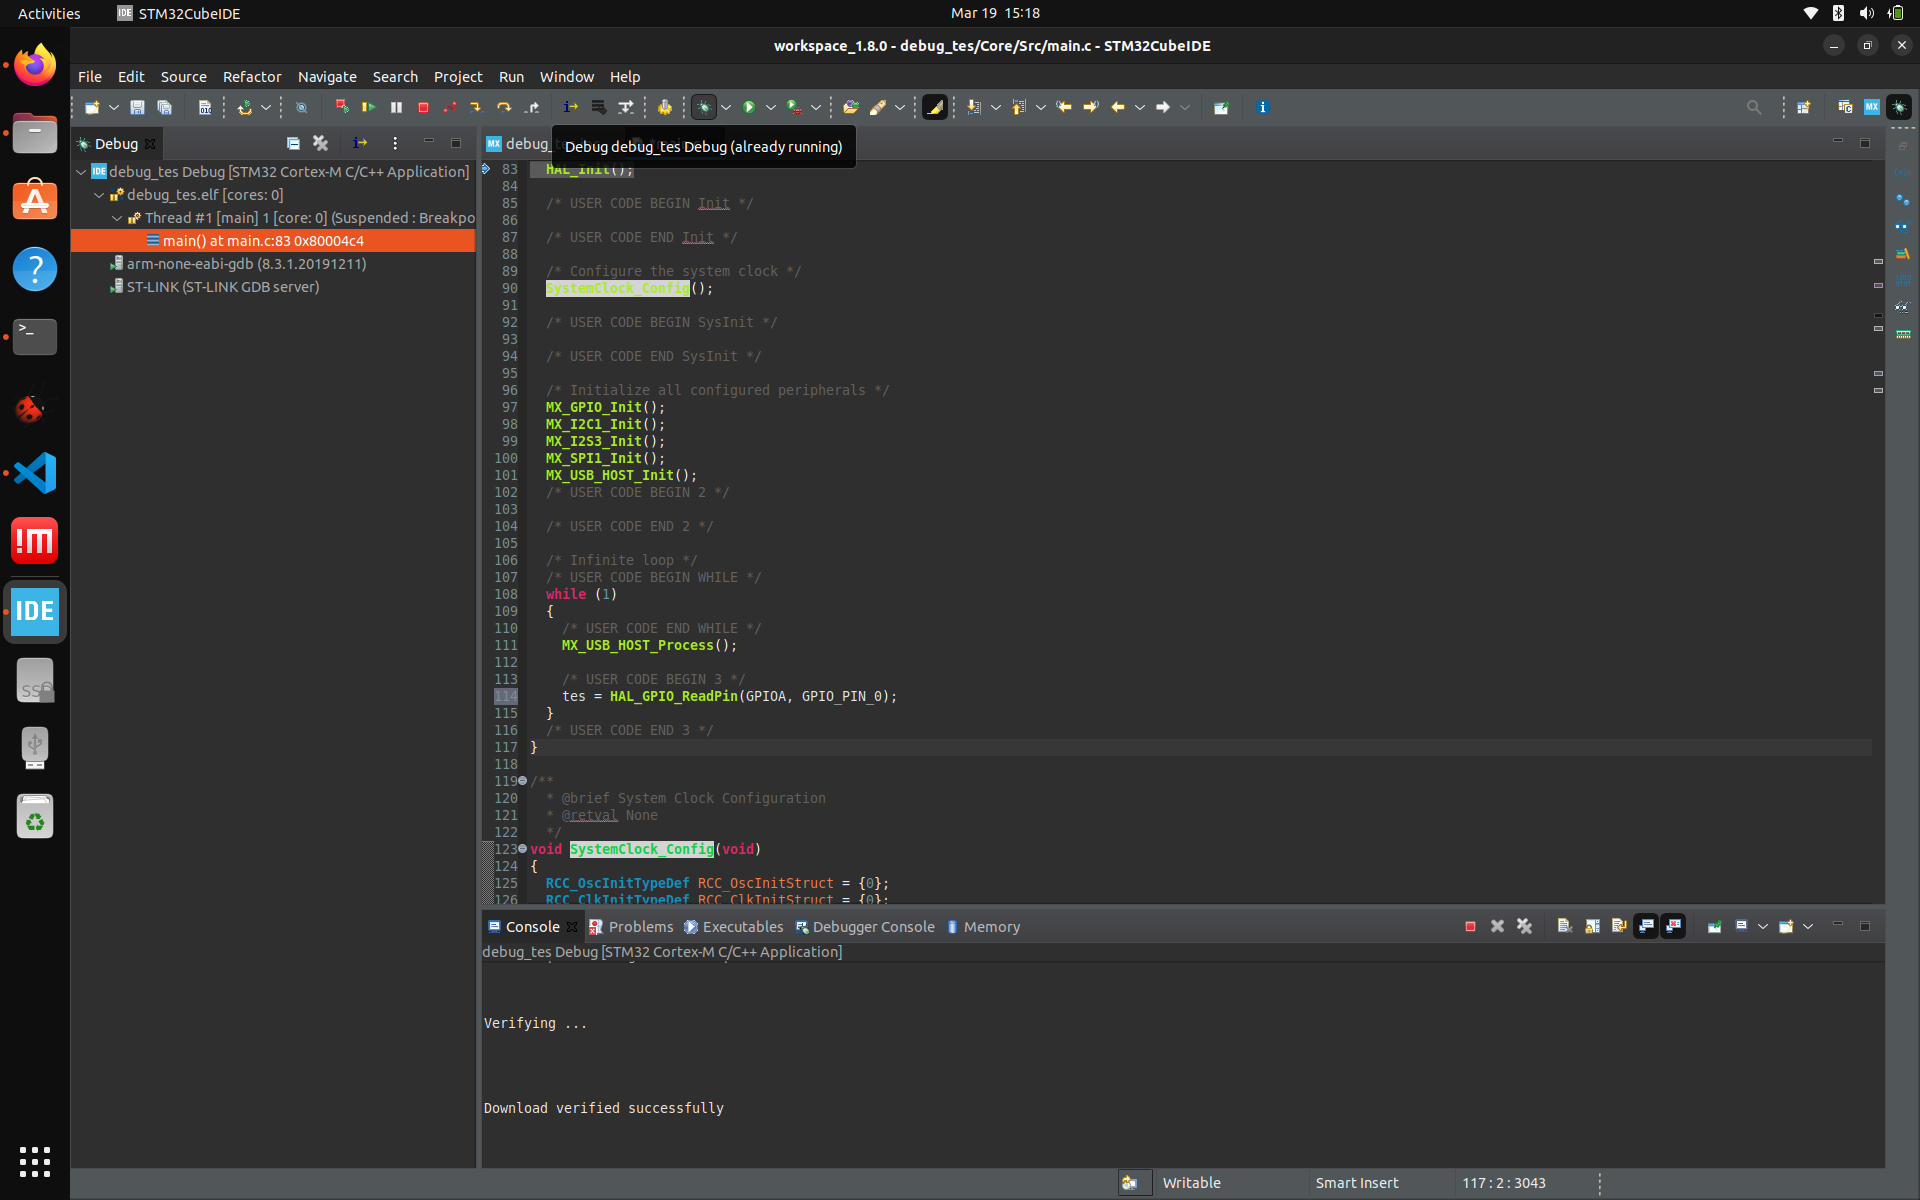 Activities
STM32CubeIDE
Mar 19 15:18
workspace_1.8.0 - debug_tes/Core/Src/main.c - STM32CubeIDE
File Edit Source Refactor Navigate Search Project Run Window Help
Debug
debug_tes Debug [STM32 Cortex-M C/C++ Application]
debug_tes.elf [cores: 0]
Thread #1 [main] 1 [core: 0] (Suspended : Breakpo
main() at main.c:83 0x80004c4
arm-none-eabi-gdb (8.3.1.20191211)
ST-LINK (ST-LINK GDB server)
Debug debug_tes Debug (already running)
83 HAL_Init();
84
85 /* USER CODE BEGIN Init */
86
87 /* USER CODE END Init */
88
89 /* Configure the system clock */
90 SystemClock_Config();
91
92 /* USER CODE BEGIN SysInit */
93
94 /* USER CODE END SysInit */
95
96 /* Initialize all configured peripherals */
97 MX_GPIO_Init();
98 MX_I2C1_Init();
99 MX_I2S3_Init();
100 MX_SPI1_Init();
101 MX_USB_HOST_Init();
102 /* USER CODE BEGIN 2 */
103
104 /* USER CODE END 2 */
105
106 /* Infinite loop */
107 /* USER CODE BEGIN WHILE */
108 while (1)
109 {
110 /* USER CODE END WHILE */
111 MX_USB_HOST_Process();
112
113 /* USER CODE BEGIN 3 */
114 tes = HAL_GPIO_ReadPin(GPIOA, GPIO_PIN_0);
115 }
116 /* USER CODE END 3 */
117 }
118
119 /**
120 * @brief System Clock Configuration
121 * @retval None
122 */
123 void SystemClock_Config(void)
124 {
125 RCC_OscInitTypeDef RCC_OscInitStruct = {0};
126 RCC_ClkInitTypeDef RCC_ClkInitStruct = {0};
Console Problems Executables Debugger Console Memory
debug_tes Debug [STM32 Cortex-M C/C++ Application]
Verifying ...
Download verified successfully
Writable
Smart Insert
117 : 2 : 3043
IDE
SSD
MX